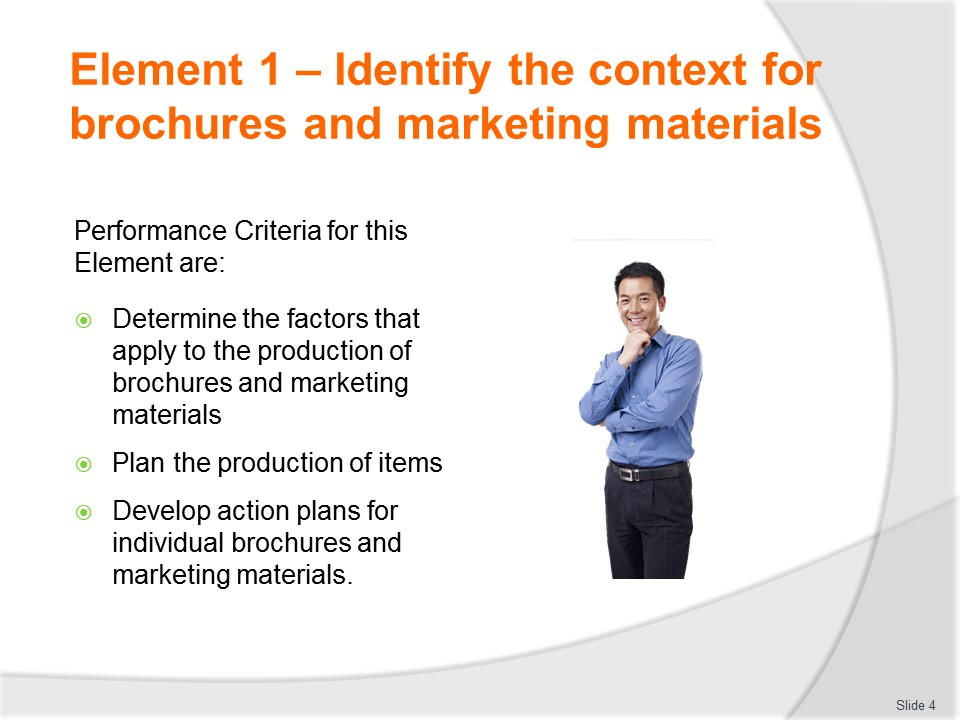 Element 1 – Identify the context for
brochures and marketing materials
Performance Criteria for this
Element are:
Determine the factors that
apply to the production of
brochures and marketing
materials
Plan the production of items
Develop action plans for
individual brochures and
marketing materials.
Slide 4